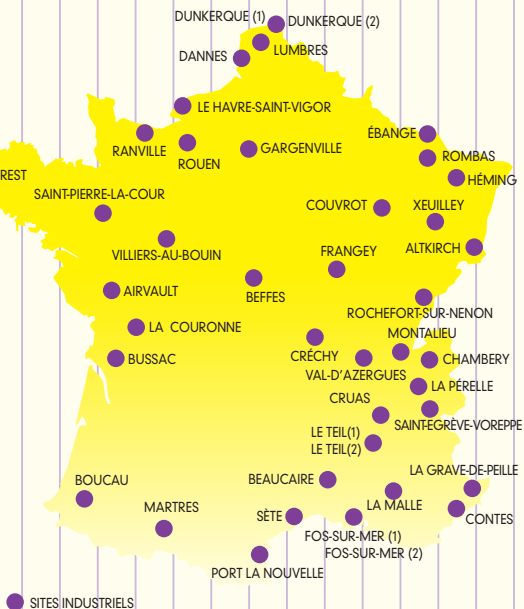 DUNKERQUE (1)
DUNKERQUE (2)
LUMBRES
DANNES
LE HAVRE-SAINT-VIGOR
RANVILLE
ROUEN
GARGENVILLE
ÉBANGE
ROMBAS
HÉMING
REST
SAINT-PIERRE-LA-COUR
COUVROT
XEUILLEY
VILLIERS-AU-BOUIN
FRANGEY
ALTKIRCH
AIRVAULT
BEFFES
ROCHEFORT-SUR-NENON
LA COURONNE
MONTALIEU
BUSSAC
CRÉCHY
CHAMBERY
VAL-D'AZERGUES
LA PÉRELLE
CRUAS
SAINT-EGRÈVE-VOREPPE
LE TEIL(1)
LE TEIL(2)
LA GRAVE-DE-PEILLE
BOUCAU
BEAUCAIRE
MARTRES
SÈTE
LA MALLE
CONTES
FOS-SUR-MER (1)
FOS-SUR-MER (2)
PORT LA NOUVELLE
SITES INDUSTRIELS